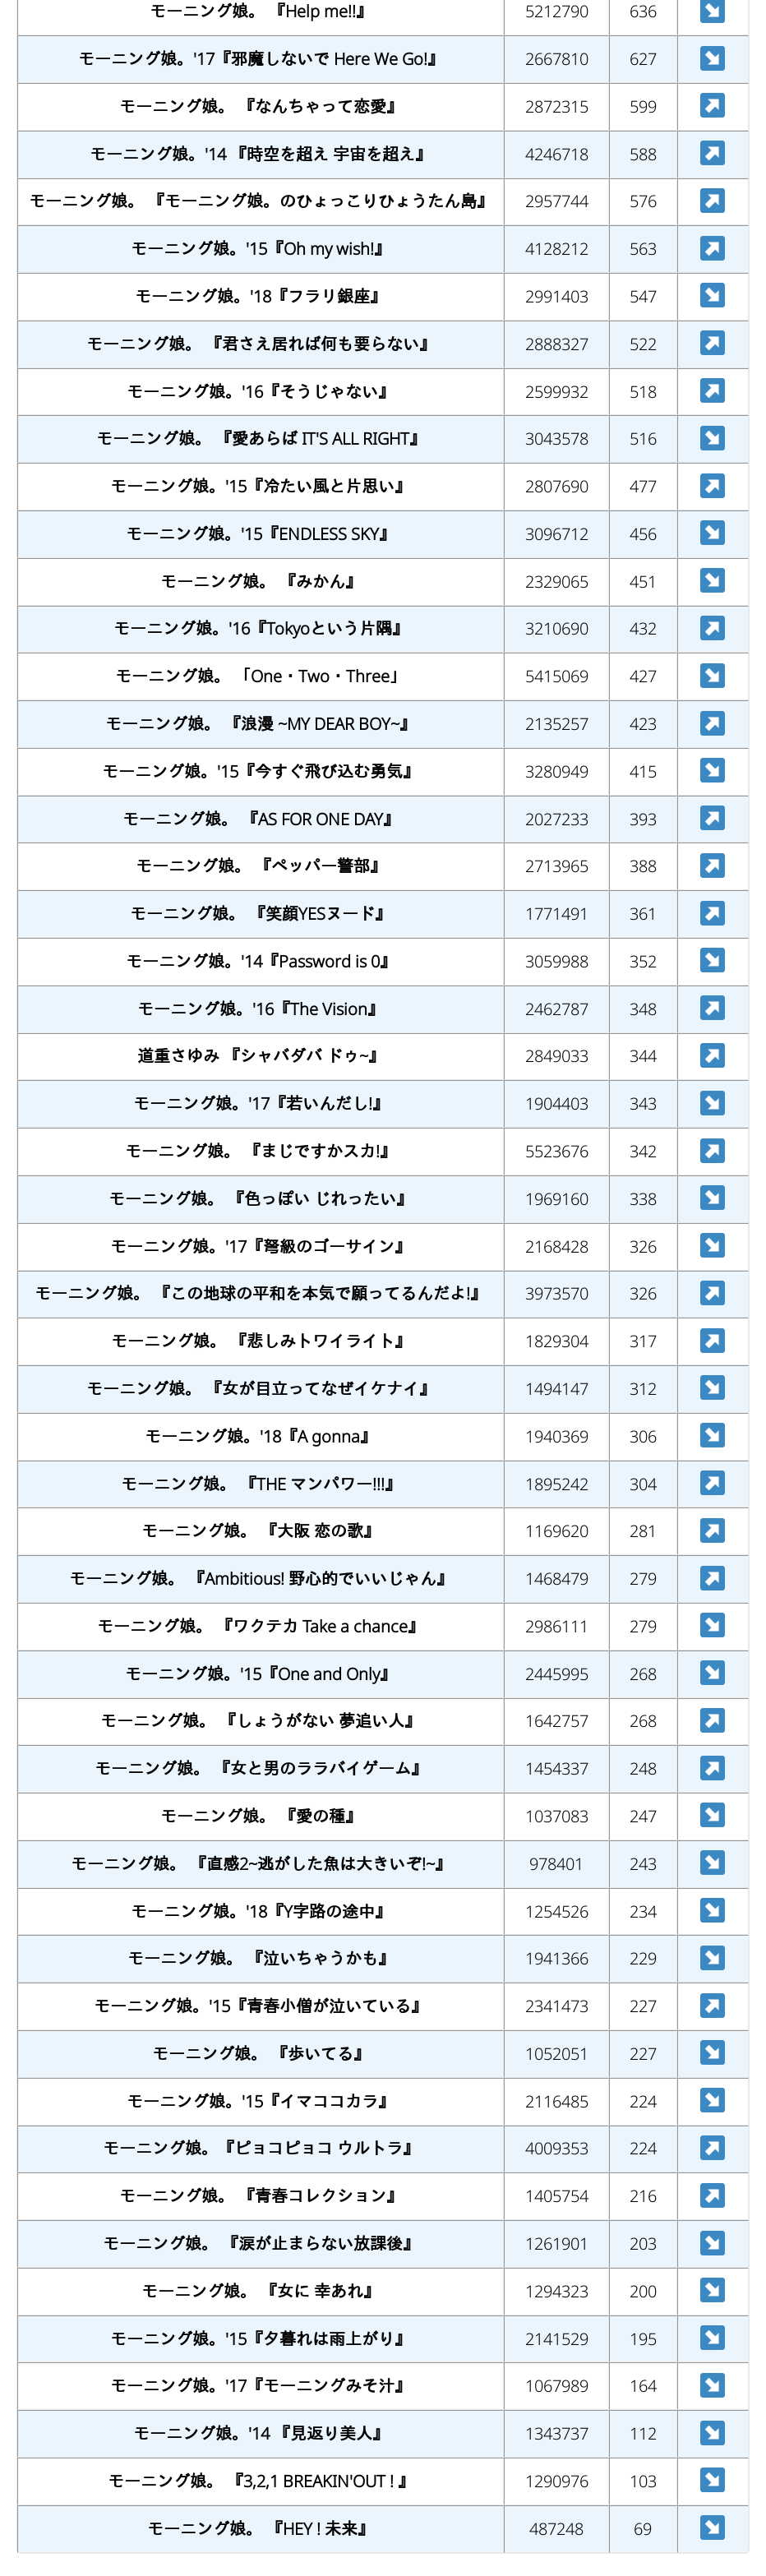 モーニング娘。 『Help me!!』 5212790 636 ↘
モーニング娘。'17『邪魔しないで Here We Go!』 2667810 627 ↘
モーニング娘。 『なんちゃって恋愛』 2872315 599 ↗
モーニング娘。'14 『時空を超え 宇宙を超え』 4246718 588 ↗
モーニング娘。 『モーニング娘。のひょっこりひょうたん島』 2957744 576 ↗
モーニング娘。'15『Oh my wish!』 4128212 563 ↗
モーニング娘。'18『フラリ銀座』 2991403 547 ↘
モーニング娘。 『君さえ居れば何も要らない』 2888327 522 ↗
モーニング娘。'16『そうじゃない』 2599932 518 ↗
モーニング娘。 『愛あらば IT'S ALL RIGHT』 3043578 516 ↘
モーニング娘。'15『冷たい風と片思い』 2807690 477 ↗
モーニング娘。'15『ENDLESS SKY』 3096712 456 ↘
モーニング娘。 『みかん』 2329065 451 ↘
モーニング娘。'16『Tokyoという片隅』 3210690 432 ↗
モーニング娘。 「One・Two・Three」 5415069 427 ↘
モーニング娘。 『浪漫 ~MY DEAR BOY~』 2135257 423 ↗
モーニング娘。'15『今すぐ飛び込む勇気』 3280949 415 ↘
モーニング娘。 『AS FOR ONE DAY』 2027233 393 ↗
モーニング娘。 『ペッパー警部』 2713965 388 ↗
モーニング娘。 『笑顔YESヌード』 1771491 361 ↗
モーニング娘。'14『Password is 0』 3059988 352 ↘
モーニング娘。'16『The Vision』 2462787 348 ↗
道重さゆみ 『シャバダバ ドゥ~』 2849033 344 ↗
モーニング娘。'17『若いんだし!』 1904403 343 ↘
モーニング娘。 『まじですかスカ!』 5523676 342 ↗
モーニング娘。 『色っぽい じれったい』 1969160 338 ↘
モーニング娘。'17『弩級のゴーサイン』 2168428 326 ↘
モーニング娘。 『この地球の平和を本気で願ってるんだよ!』 3973570 326 ↗
モーニング娘。 『悲しみトワイライト』 1829304 317 ↗
モーニング娘。 『女が目立ってなぜイケナイ』 1494147 312 ↘
モーニング娘。'18『A gonna』 1940369 306 ↘
モーニング娘。 『THE マンパワー!!!』 1895242 304 ↗
モーニング娘。 『大阪 恋の歌』 1169620 281 ↗
モーニング娘。 『Ambitious! 野心的でいいじゃん』 1468479 279 ↗
モーニング娘。 『ワクテカ Take a chance』 2986111 279 ↘
モーニング娘。'15『One and Only』 2445995 268 ↘
モーニング娘。 『しょうがない 夢追い人』 1642757 268 ↗
モーニング娘。 『女と男のララバイゲーム』 1454337 248 ↗
モーニング娘。 『愛の種』 1037083 247 ↘
モーニング娘。 『直感2~逃がした魚は大きいぞ!~』 978401 243 ↘
モーニング娘。'18『Y字路の途中』 1254526 234 ↘
モーニング娘。 『泣いちゃうかも』 1941366 229 ↘
モーニング娘。'15『青春小僧が泣いている』 2341473 227 ↗
モーニング娘。 『歩いてる』 1052051 227 ↘
モーニング娘。'15『イマココカラ』 2116485 224 ↘
モーニング娘。『ピョコピョコ ウルトラ』 4009353 224 ↗
モーニング娘。 『青春コレクション』 1405754 216 ↗
モーニング娘。 『涙が止まらない放課後』 1261901 203 ↘
モーニング娘。 『女に 幸あれ』 1294323 200 ↘
モーニング娘。'15『夕暮れは雨上がり』 2141529 195 ↘
モーニング娘。'17『モーニングみそ汁』 1067989 164 ↘
モーニング娘。'14 『見返り美人』 1343737 112 ↘
モーニング娘。 『3,2,1 BREAKIN'OUT ! 』 1290976 103 ↘
モーニング娘。 『HEY ! 未来』 487248 69 ↘